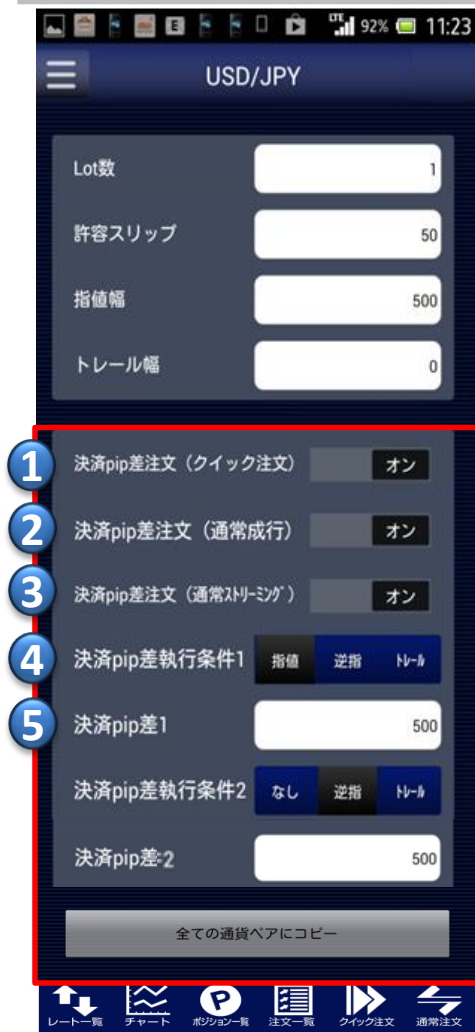 LTE 92% 11:23
USD/JPY
Lot数 1
許容スリップ 50
指値幅 500
トレール幅 0
1 決済pip差注文（クイック注文） オン
2 決済pip差注文（通常成行） オン
3 決済pip差注文（通常ｽﾄﾘｰﾐﾝｸﾞ） オン
4 決済pip差執行条件1 指値 逆指 ﾄﾚｰﾙ
5 決済pip差1 500
決済pip差執行条件2 なし 逆指 ﾄﾚｰﾙ
決済pip差:2 500
全ての通貨ペアにコピー
レート一覧 チャート ポジション一覧 注文一覧 クイック注文 通常注文